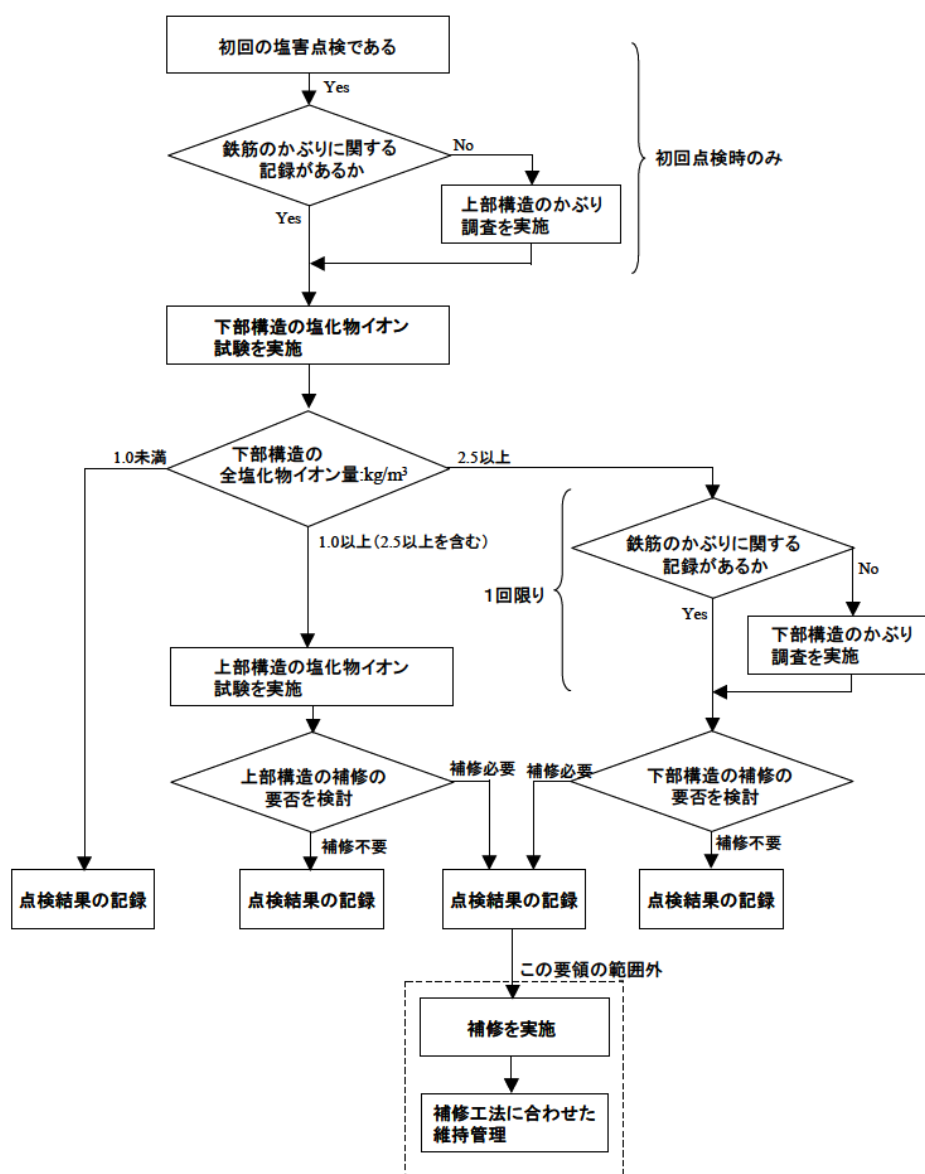 初回の塩害点検である
Yes
鉄筋のかぶりに関する
記録があるか
No
初回点検時のみ
上部構造のかぶり
調査を実施
Yes
下部構造の塩化物イオン
試験を実施
下部構造の
全塩化物イオン量:kg/m³
1.0未満
2.5以上
1.0以上(2.5以上を含む)
鉄筋のかぶりに関する
記録があるか
No
1回限り
Yes
下部構造のかぶり
調査を実施
上部構造の塩化物イオン
試験を実施
上部構造の補修の
要否を検討
補修必要
補修必要
下部構造の補修の
要否を検討
補修不要
補修不要
点検結果の記録
点検結果の記録
点検結果の記録
点検結果の記録
この要領の範囲外
補修を実施
補修工法に合わせた
維持管理